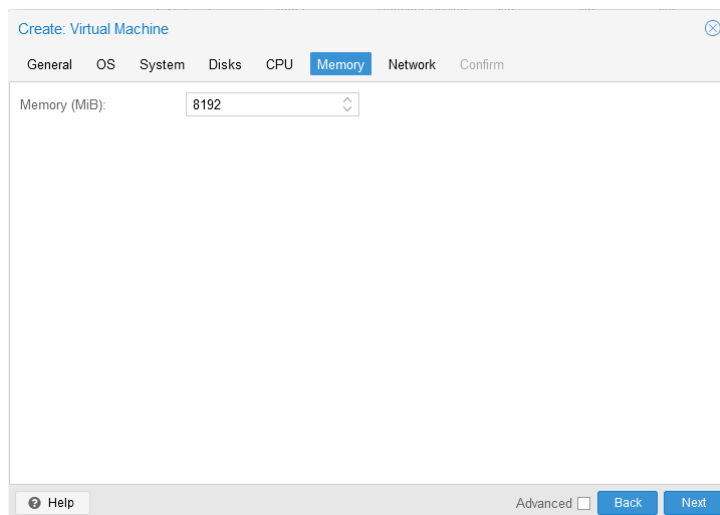 Create: Virtual Machine
General OS System Disks CPU Memory Network Confirm
Memory (MiB): 8192
Help Advanced Back Next